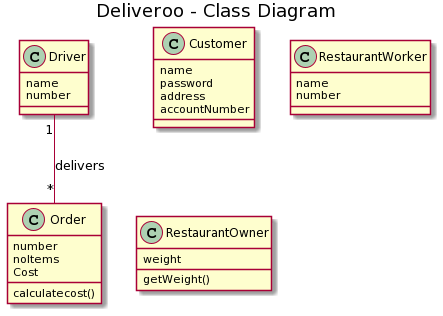 Deliveroo - Class Diagram
C Driver
name
number
C Customer
name
password
address
accountNumber
C RestaurantWorker
name
number
1
delivers
*
C Order
number
noItems
Cost
calculatecost()
C RestaurantOwner
weight
getWeight()